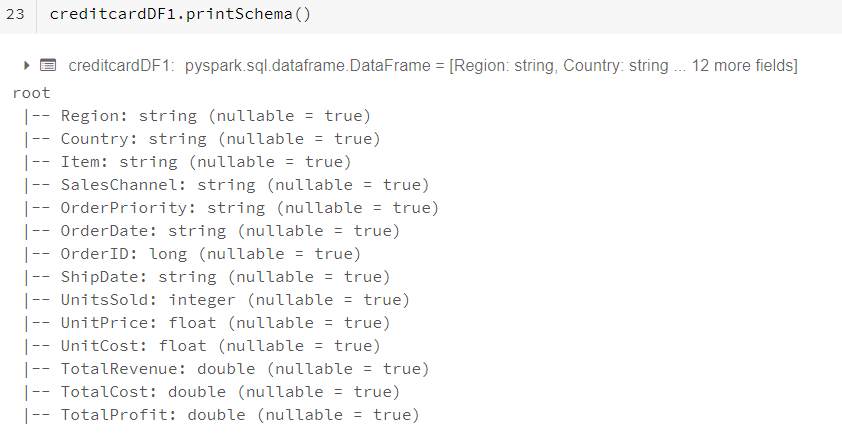 23 creditcardDF1.printSchema()
creditcardDF1: pyspark.sql.dataframe.DataFrame = [Region: string, Country: string ... 12 more fields]
root
|-- Region: string (nullable = true)
|-- Country: string (nullable = true)
|-- Item: string (nullable = true)
|-- SalesChannel: string (nullable = true)
|-- OrderPriority: string (nullable = true)
|-- OrderDate: string (nullable = true)
|-- OrderID: long (nullable = true)
|-- ShipDate: string (nullable = true)
|-- UnitsSold: integer (nullable = true)
|-- UnitPrice: float (nullable = true)
|-- UnitCost: float (nullable = true)
|-- TotalRevenue: double (nullable = true)
|-- TotalCost: double (nullable = true)
|-- TotalProfit: double (nullable = true)